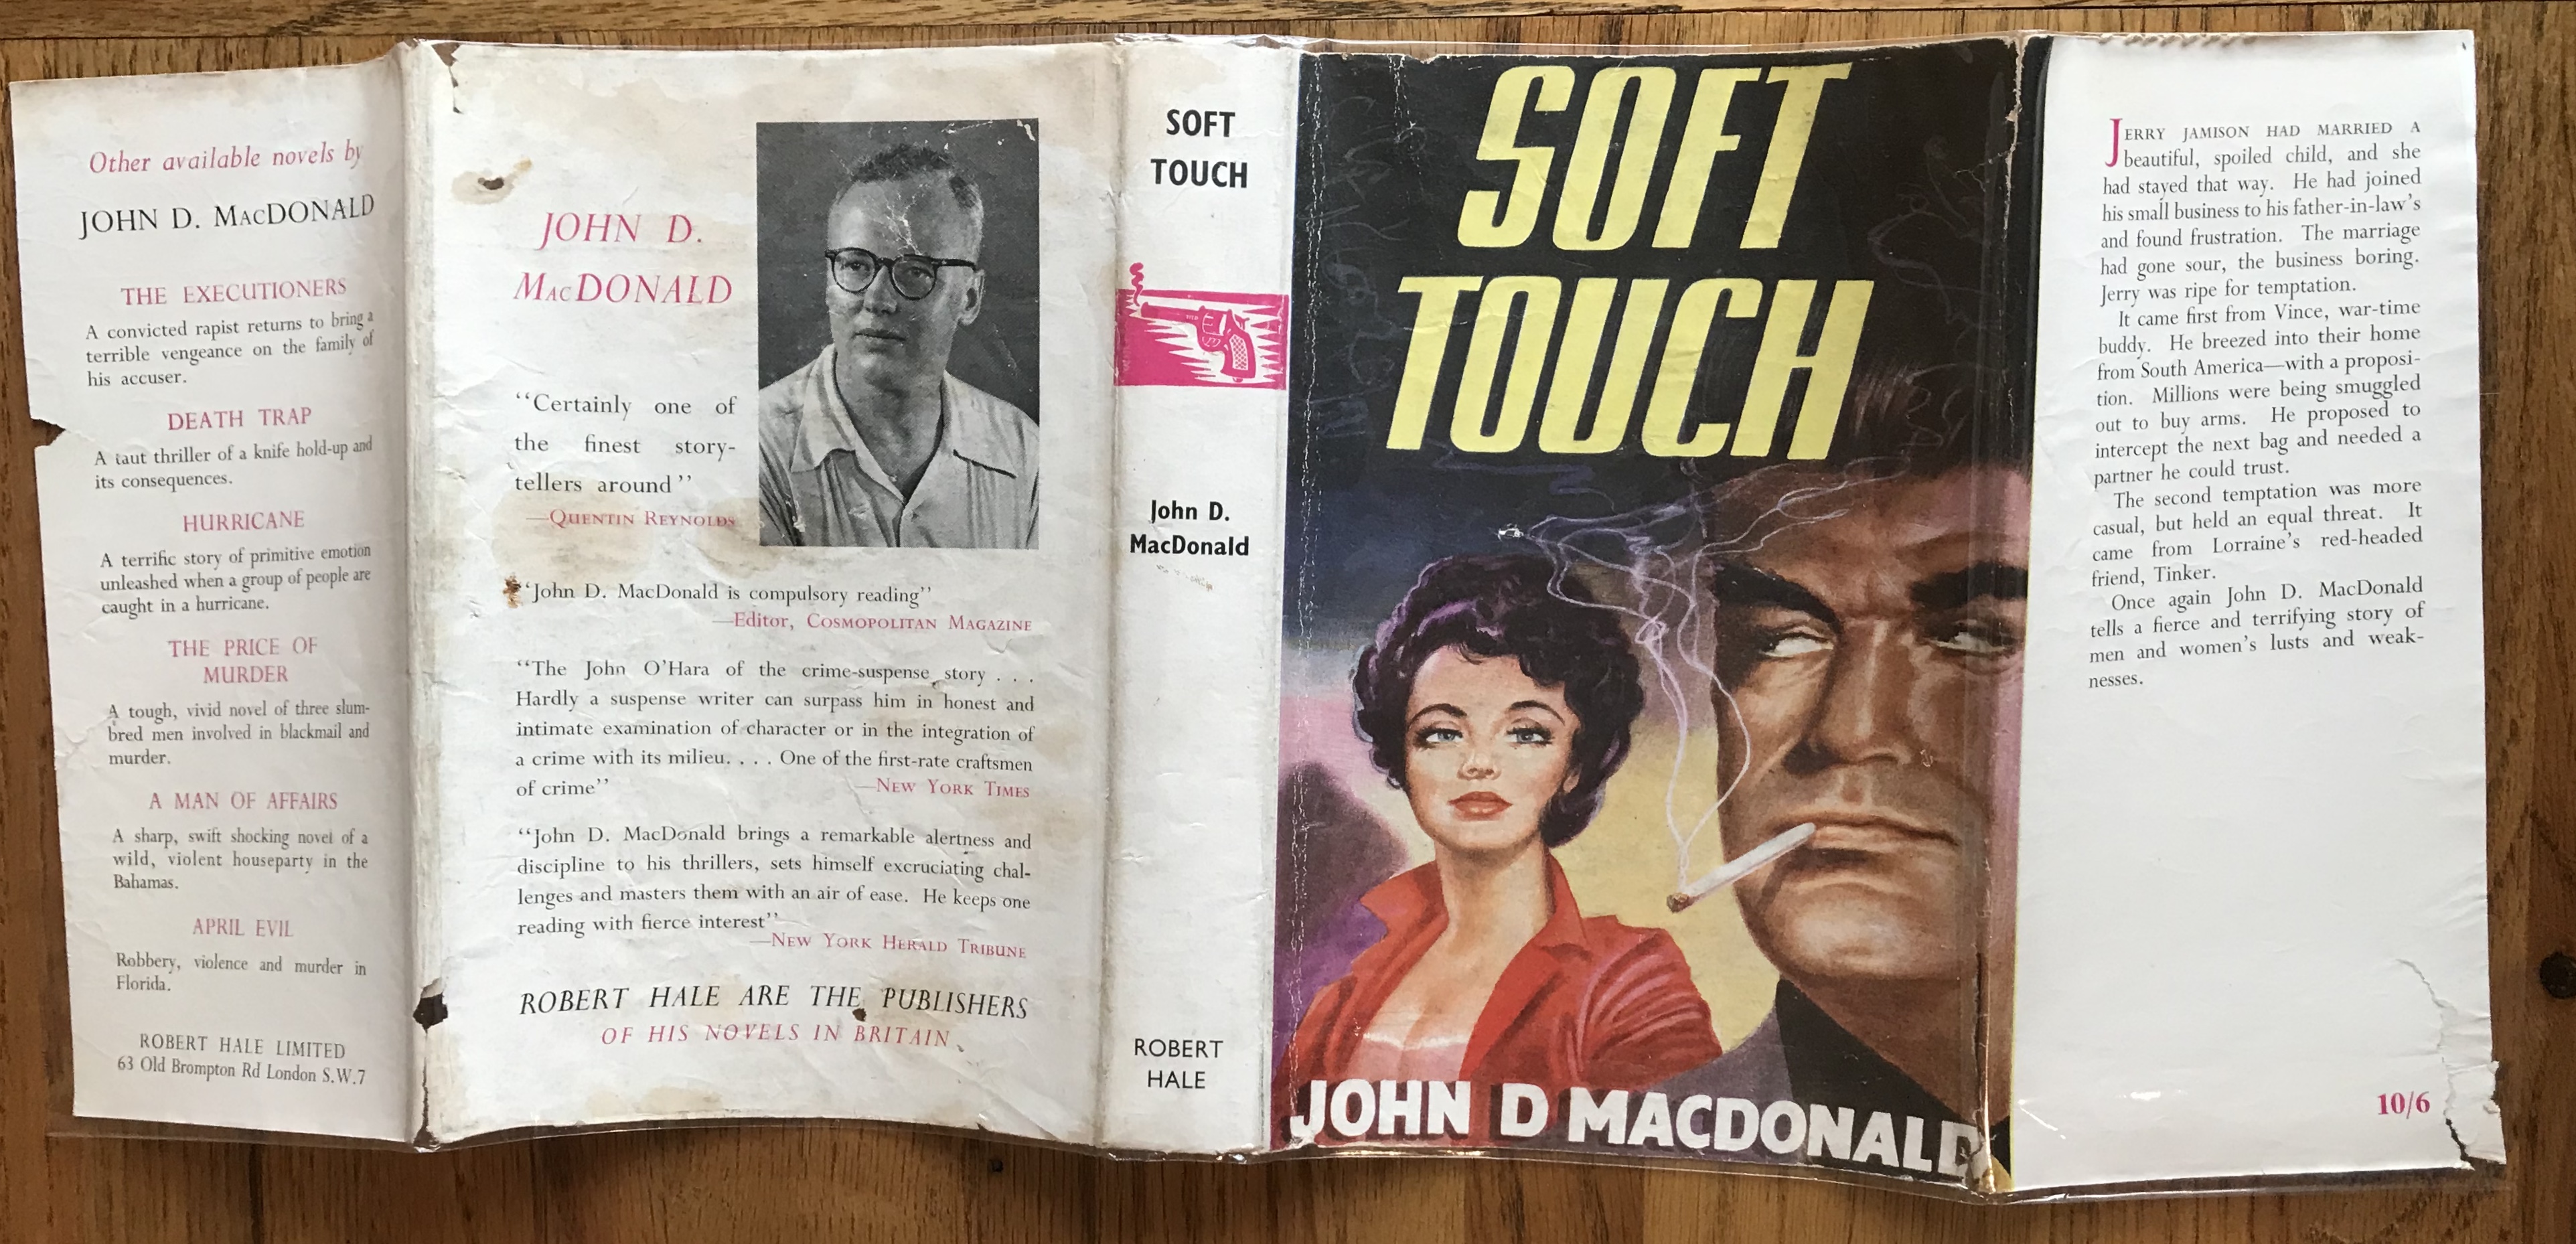 Other available novels by
JOHN D. MACDONALD
THE EXECUTIONERS
A convicted rapist returns to bring a
terrible vengeance on the family of
his accuser.
DEATH TRAP
A taut thriller of a knife hold-up and
its consequences.
HURRICANE
A terrific story of primitive emotion
unleashed when a group of people are
caught in a hurricane.
THE PRICE OF
MURDER
A tough, vivid novel of three slum-
bred men involved in blackmail and
murder.
A MAN OF AFFAIRS
A sharp, swift shocking novel of a
wild, violent houseparty in the
Bahamas.
APRIL EVIL
Robbery, violence and murder in
Florida.
ROBERT HALE LIMITED
63 Old Brompton Rd London S.W.7
JOHN D.
MACDONALD
“Certainly one of
the finest story-
tellers around”
—QUENTIN REYNOLDS
“John D. MacDonald is compulsory reading”
—Editor, COSMOPOLITAN MAGAZINE
“The John O’Hara of the crime-suspense story . . .
Hardly a suspense writer can surpass him in honest and
intimate examination of character or in the integration of
a crime with its milieu. . . . One of the first-rate craftsmen
of crime” —NEW YORK TIMES
“John D. MacDonald brings a remarkable alertness and
discipline to his thrillers, sets himself excruciating chal-
lenges and masters them with an air of ease. He keeps one
reading with fierce interest”
—NEW YORK HERALD TRIBUNE
ROBERT HALE ARE THE PUBLISHERS
OF HIS NOVELS IN BRITAIN
SOFT
TOUCH
John D.
MacDonald
ROBERT
HALE
SOFT
TOUCH
JOHN D MACDONALD
JERRY JAMISON HAD MARRIED A
beautiful, spoiled child, and she
had stayed that way. He had joined
his small business to his father-in-law’s
and found frustration. The marriage
had gone sour, the business boring.
Jerry was ripe for temptation.
It came first from Vince, war-time
buddy. He breezed into their home
from South America—with a proposi-
tion. Millions were being smuggled
out to buy arms. He proposed to
intercept the next bag and needed a
partner he could trust.
The second temptation was more
casual, but held an equal threat. It
came from Lorraine’s red-headed
friend, Tinker.
Once again John D. MacDonald
tells a fierce and terrifying story of
men and women’s lusts and weak-
nesses.
10/6